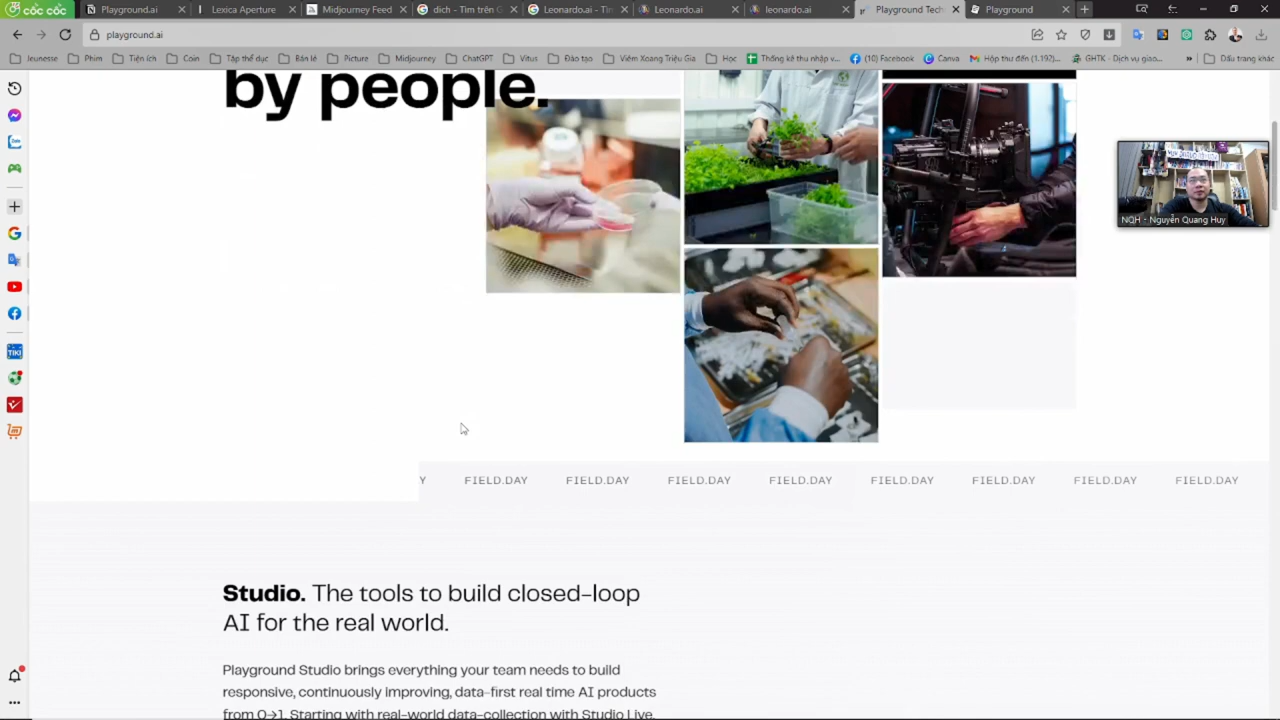 cốc cốc
Playground.ai
Lexica Aperture
Midjourney Feed
dich - Tìm trên G
Leonardo.ai - Tìn
Leonardo.ai
leonardo.ai
Playground Tech
Playground
playground.ai
Jeunesse
Phim
Tiện ích
Coin
Tập thể dục
Bán lẻ
Picture
Midjourney
ChatGPT
Vitus
Đào tạo
Viêm Xoang Triệu Gia
Học
Thống kê nhập v...
(10) Facebook
Canva
Hộp thư đến (1.192)...
GHTK - Dịch vụ giao...
»
Dấu trang khác
by people.
NQH - Nguyễn Quang Huy
TIKI
Y FIELD.DAY FIELD.DAY FIELD.DAY FIELD.DAY FIELD.DAY FIELD.DAY FIELD.DAY FIELD.DAY
Studio. The tools to build closed-loop
AI for the real world.
Playground Studio brings everything your team needs to build
responsive, continuously improving, data-first real time AI products
from 0→1. Starting with real-world data-collection with Studio Live,